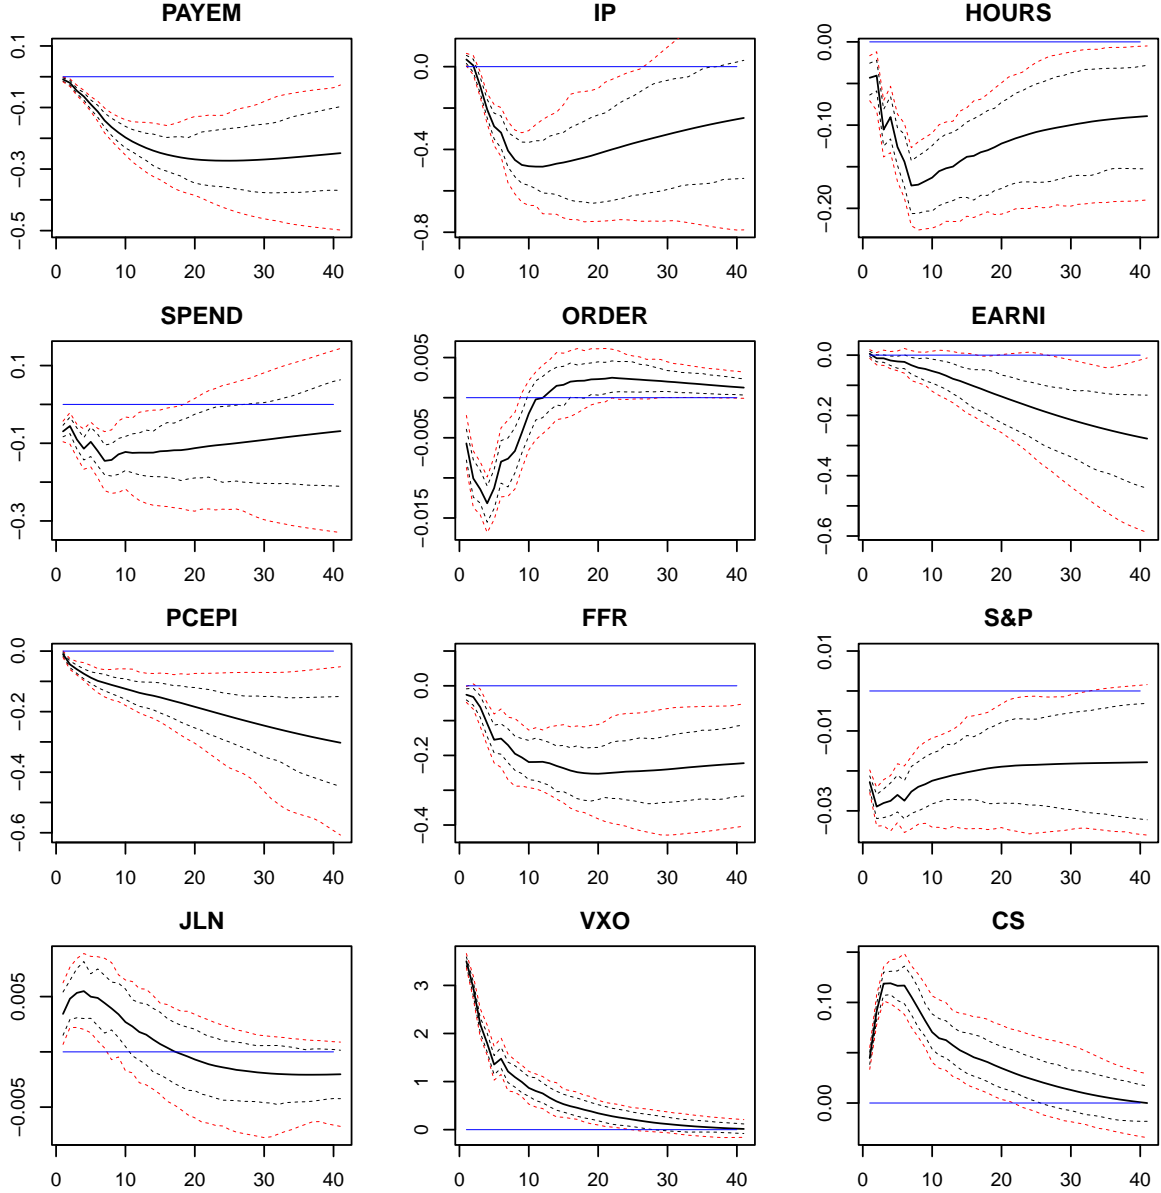 PAYEM IP HOURS
0.1 −0.1 −0.3 −0.5
0.0 −0.4 −0.8
0.00 −0.10 −0.20
0 10 20 30 40 0 10 20 30 40 0 10 20 30 40
SPEND ORDER EARNI
0.1 −0.1 −0.3
0.005 −0.005 −0.015
0.0 −0.2 −0.4 −0.6
0 10 20 30 40 0 10 20 30 40 0 10 20 30 40
PCEPI FFR S&P
0.0 −0.2 −0.4 −0.6
0.0 −0.2 −0.4
0.01 −0.01 −0.03
0 10 20 30 40 0 10 20 30 40 0 10 20 30 40
JLN VXO CS
0.005 −0.005
3 2 1 0
0.10 0.00
0 10 20 30 40 0 10 20 30 40 0 10 20 30 40